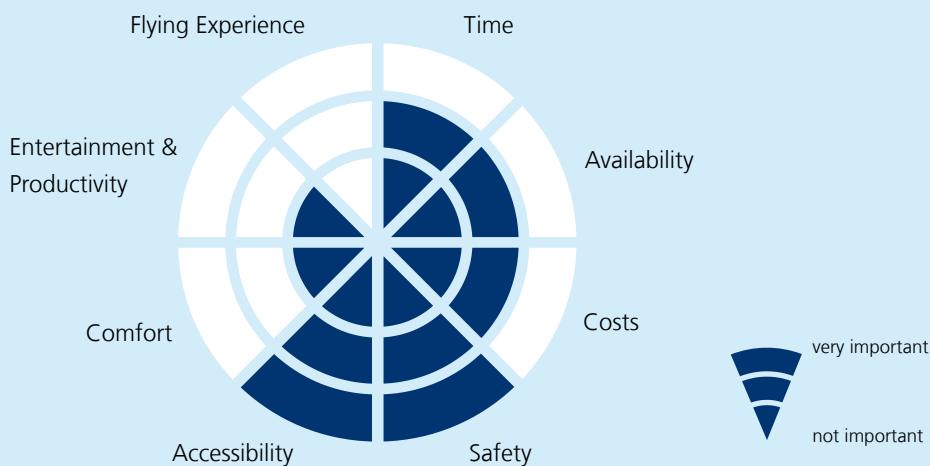 Flying Experience
Time
Entertainment &
Productivity
Availability
Comfort
Costs
Accessibility
Safety
very important
not important